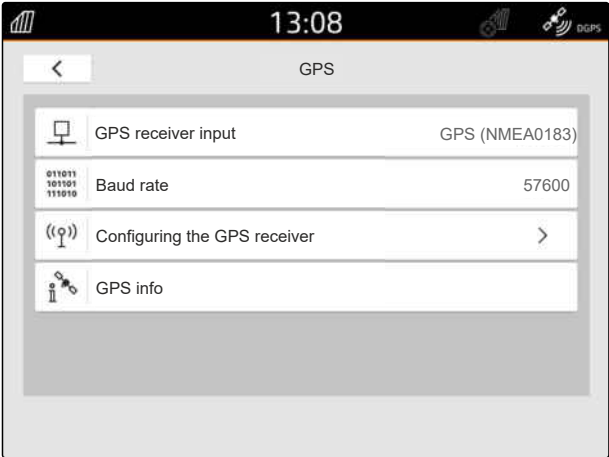 13:08
DGPS
GPS
GPS receiver input GPS (NMEA0183)
011011
101101
111010
Baud rate 57600
Configuring the GPS receiver
GPS info